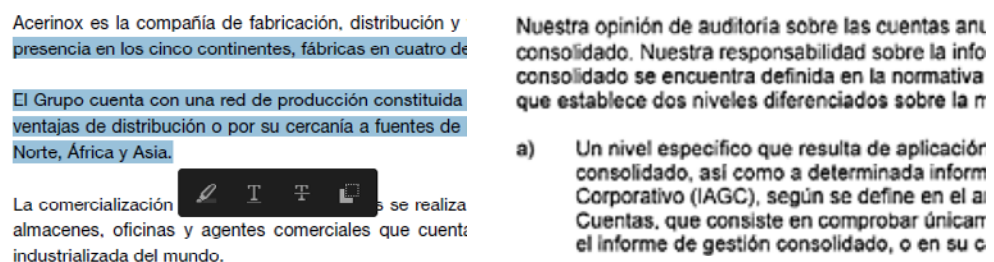 Acerinox es la compañía de fabricación, distribución y
presencia en los cinco continentes, fábricas en cuatro de
El Grupo cuenta con una red de producción constituida
ventajas de distribución o por su cercanía a fuentes de
Norte, África y Asia.
La comercialización s se realiza
almacenes, oficinas y agentes comerciales que cuenta
industrializada del mundo.
Nuestra opinión de auditoría sobre las cuentas anu
consolidado. Nuestra responsabilidad sobre la info
consolidado se encuentra definida en la normativa
que establece dos niveles diferenciados sobre la m
a) Un nivel específico que resulta de aplicación
consolidado, así como a determinada inform
Corporativo (IAGC), según se define en el a
Cuentas, que consiste en comprobar únicam
el informe de gestión consolidado, o en su c